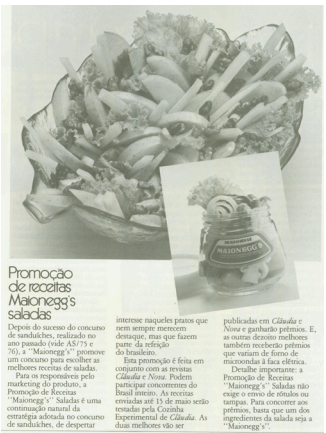 MAIONEGG'S
Promoção
de receitas
Maionegg's
saladas
Depois do sucesso do concurso
de sanduíches, realizado no
ano passado (vide AS/75 e
76), a "Maionegg's" promove
um concurso para escolher as
melhores receitas de saladas.
Para os responsáveis pelo
marketing do produto, a
Promoção de Receitas
"Maionegg's" Saladas é uma
continuação natural da
estratégia adotada no concurso
de sanduíches, de despertar
interesse naqueles pratos que
nem sempre merecem
destaque, mas que fazem
parte da refeição
do brasileiro.
Esta promoção é feita em
conjunto com as revistas
Cláudia e Nova. Podem
participar concorrentes do
Brasil inteiro. As receitas
enviadas até 15 de maio serão
testadas pela Cozinha
Experimental de Cláudia. As
duas melhores vão ser
publicadas em Cláudia e
Nova e ganharão prêmios. E,
as outras dezoito melhores
também receberão prêmios
que variam de forno de
microondas à faca elétrica.
Detalhe importante: a
Promoção de Receitas
"Maionegg's" Saladas não
exige o envio de rótulos ou
tampas. Para concorrer aos
prêmios, basta que um dos
ingredientes da salada seja a
"Maionegg's".